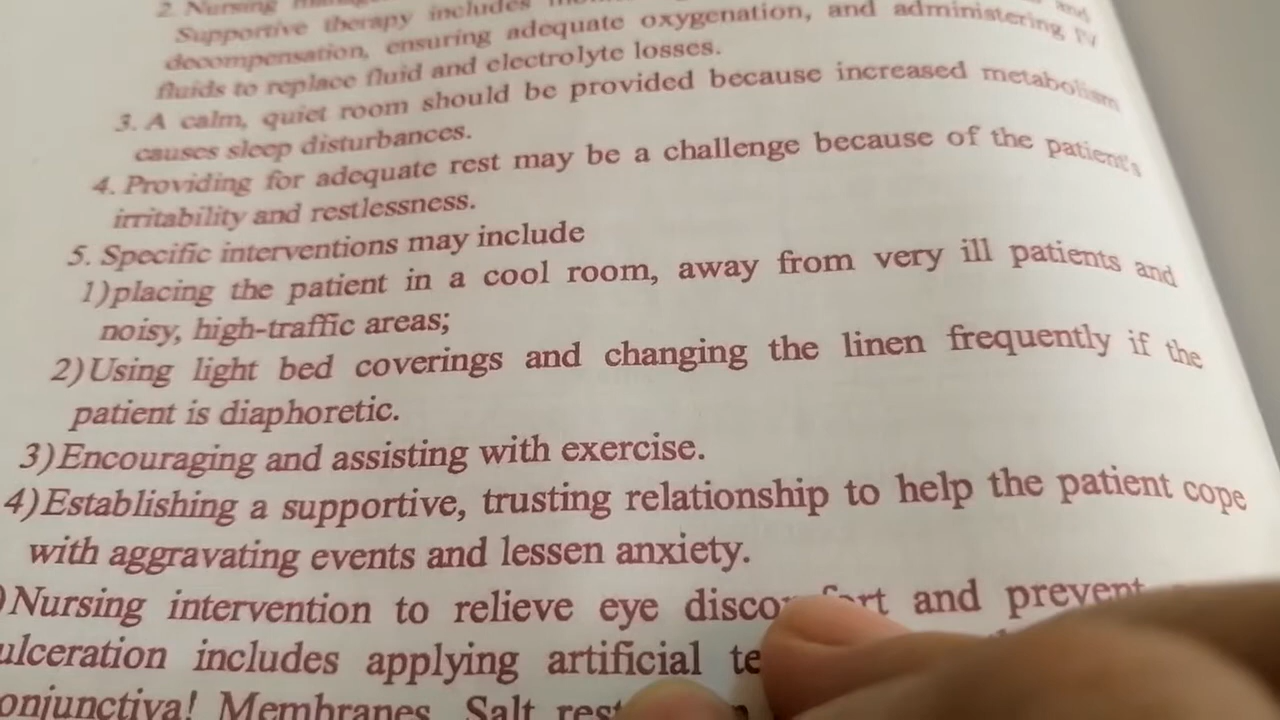 2. Nursing
Supportive therapy includes and
decompensation, ensuring adequate oxygenation, and administering IV
fluids to replace fluid and electrolyte losses.
3. A calm, quiet room should be provided because increased metabolism
causes sleep disturbances.
4. Providing for adequate rest may be a challenge because of the patient's
irritability and restlessness.
5. Specific interventions may include
1)placing the patient in a cool room, away from very ill patients and
noisy, high-traffic areas;
2)Using light bed coverings and changing the linen frequently if the
patient is diaphoretic.
3)Encouraging and assisting with exercise.
4)Establishing a supportive, trusting relationship to help the patient cope
with aggravating events and lessen anxiety.
)Nursing intervention to relieve eye discomfort and prevent
ulceration includes applying artificial te
onjunctiva! Membranes. Salt rest